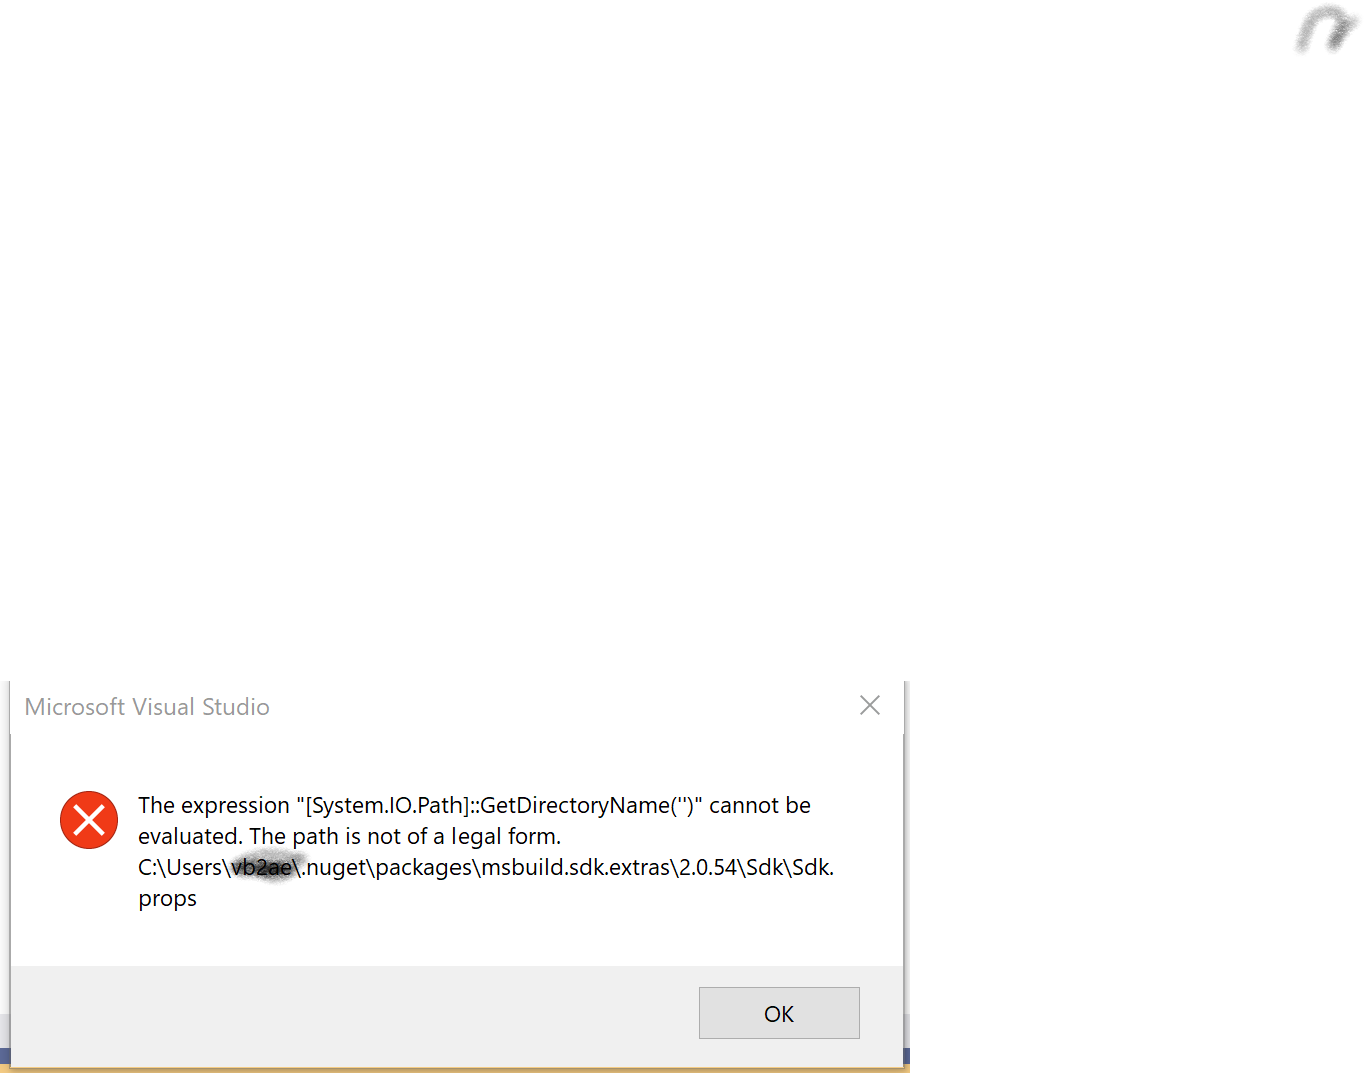 Microsoft Visual Studio
The expression "[System.IO.Path]::GetDirectoryName('')" cannot be
evaluated. The path is not of a legal form.
C:\Users\vb2ae\.nuget\packages\msbuild.sdk.extras\2.0.54\Sdk\Sdk.
props
OK